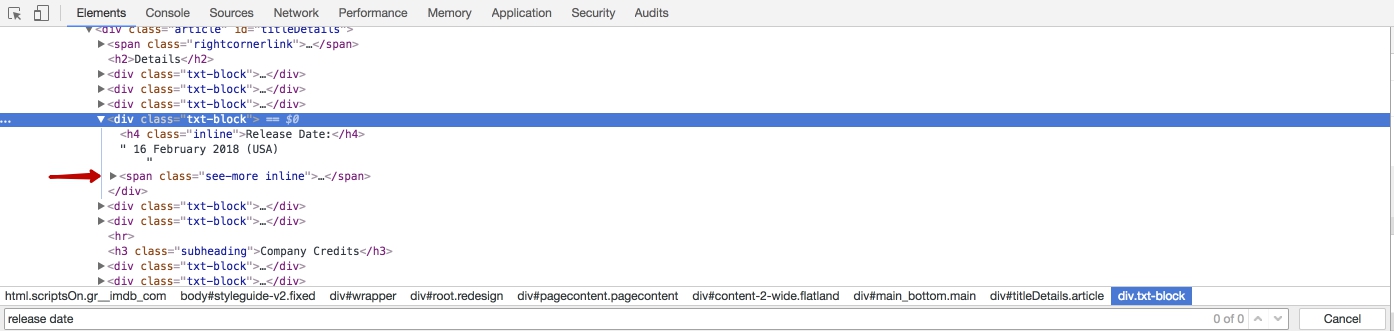 Elements Console Sources Network Performance Memory Application Security Audits
▼<div class="article" id="titleDetails">
▶<span class="rightcornerlink">…</span>
<h2>Details</h2>
▶<div class="txt-block">…</div>
▶<div class="txt-block">…</div>
▶<div class="txt-block">…</div>
... ▼<div class="txt-block"> == $0
<h4 class="inline">Release Date:</h4>
" 16 February 2018 (USA)
"
▶<span class="see-more inline">…</span>
</div>
▶<div class="txt-block">…</div>
▶<div class="txt-block">…</div>
<hr>
<h3 class="subheading">Company Credits</h3>
▶<div class="txt-block">…</div>
▶<div class="txt-block">…</div>
html.scriptsOn.gr__imdb_com body#styleguide-v2.fixed div#wrapper div#root.redesign div#pagecontent.pagecontent div#content-2-wide.flatland div#main_bottom.main div#titleDetails.article div.txt-block
release date 0 of 0 Cancel